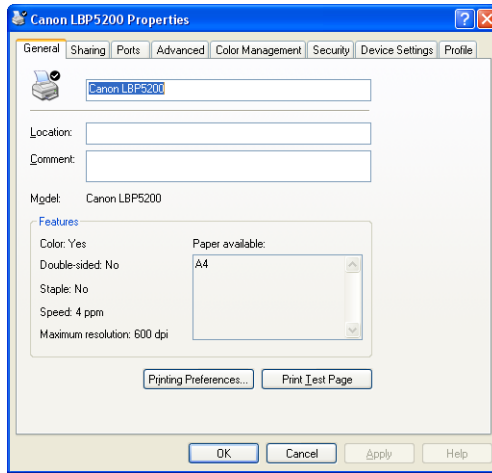 Canon LBP5200 Properties
General Sharing Ports Advanced Color Management Security Device Settings Profile
Canon LBP5200
Location:
Comment:
Model: Canon LBP5200
Features
Color: Yes Paper available:
Double-sided: No A4
Staple: No
Speed: 4 ppm
Maximum resolution: 600 dpi
Printing Preferences... Print Test Page
OK Cancel Apply Help